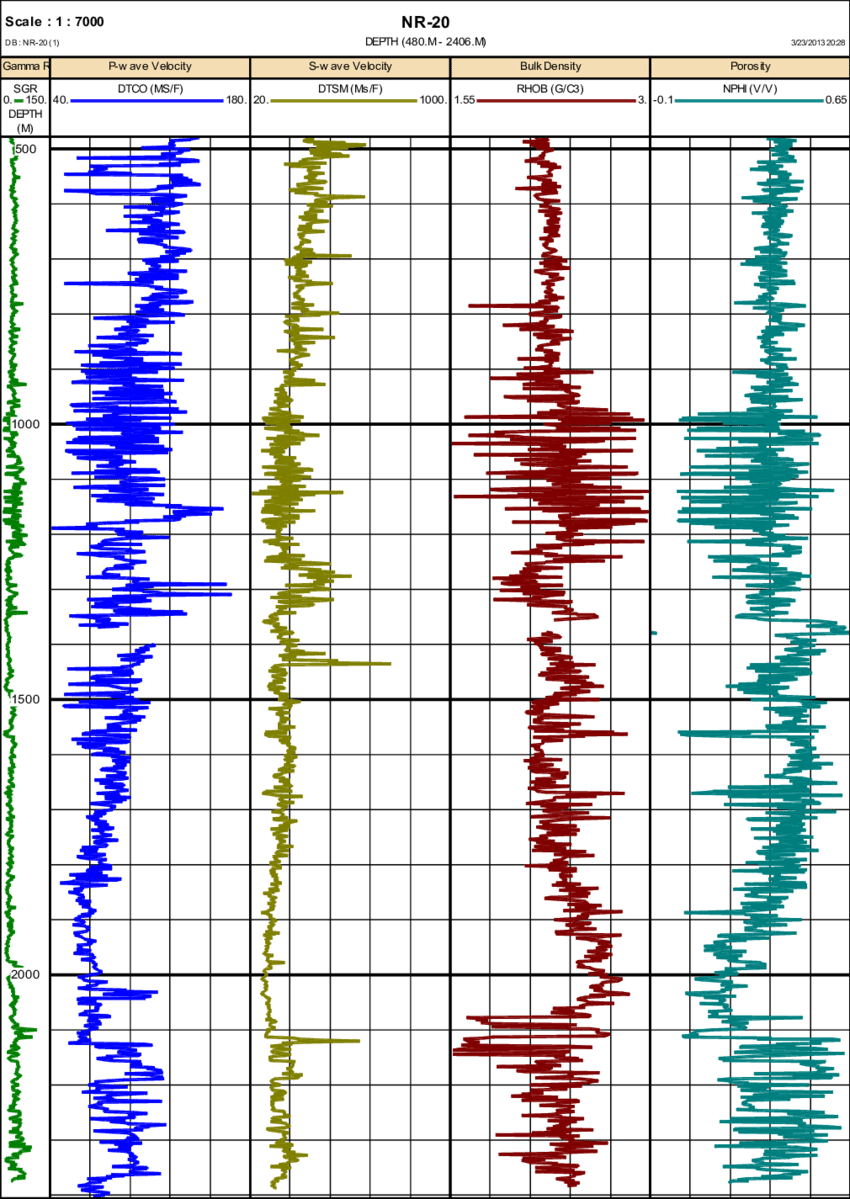 Scale : 1 : 7000
NR-20
DB : NR-20 (1)
DEPTH (480.M - 2406.M)
3/23/2013 20:28
Gamma R
P-wave Velocity
S-wave Velocity
Bulk Density
Porosity
SGR
DTCO (MS/F)
DTSM (Ms/F)
RHOB (G/C3)
NPHI (V/V)
0. 150.
40. 180.
20. 1000.
1.55 3.
-0.1 0.65
DEPTH
(M)
500
1000
1500
2000